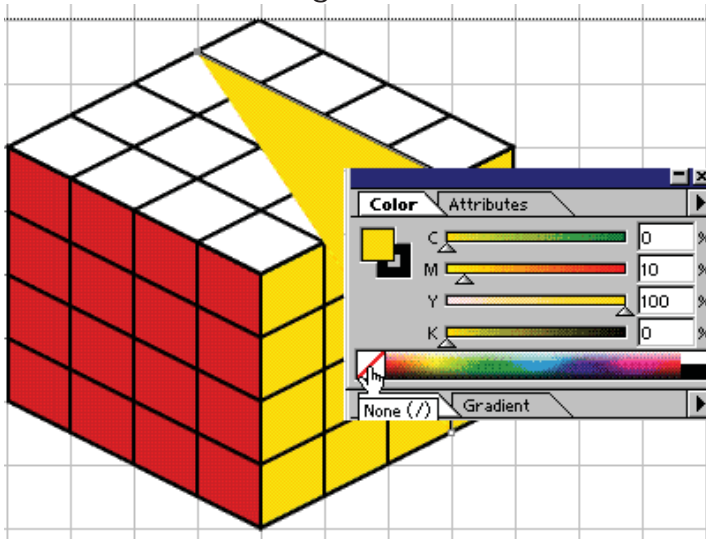 Color Attributes
C 0 %
M 10 %
Y 100 %
K 0 %
None (/) Gradient